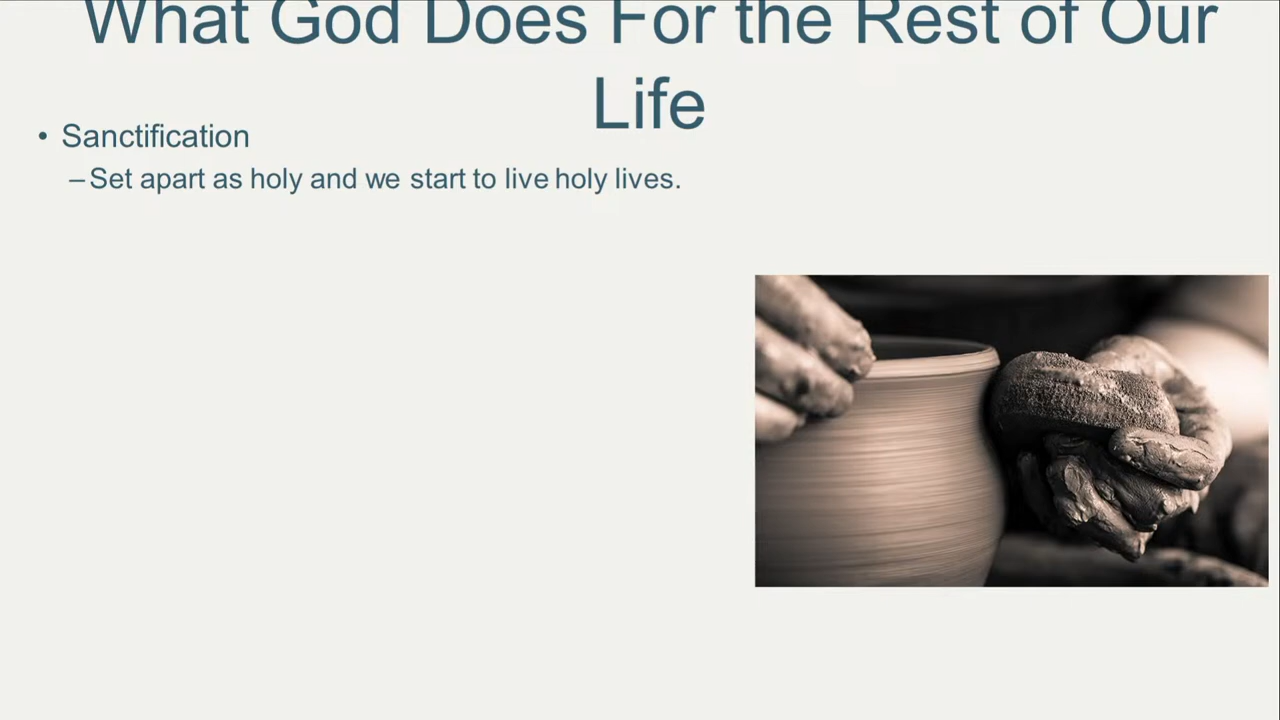 What God Does For the Rest of Our
Life
• Sanctification
– Set apart as holy and we start to live holy lives.